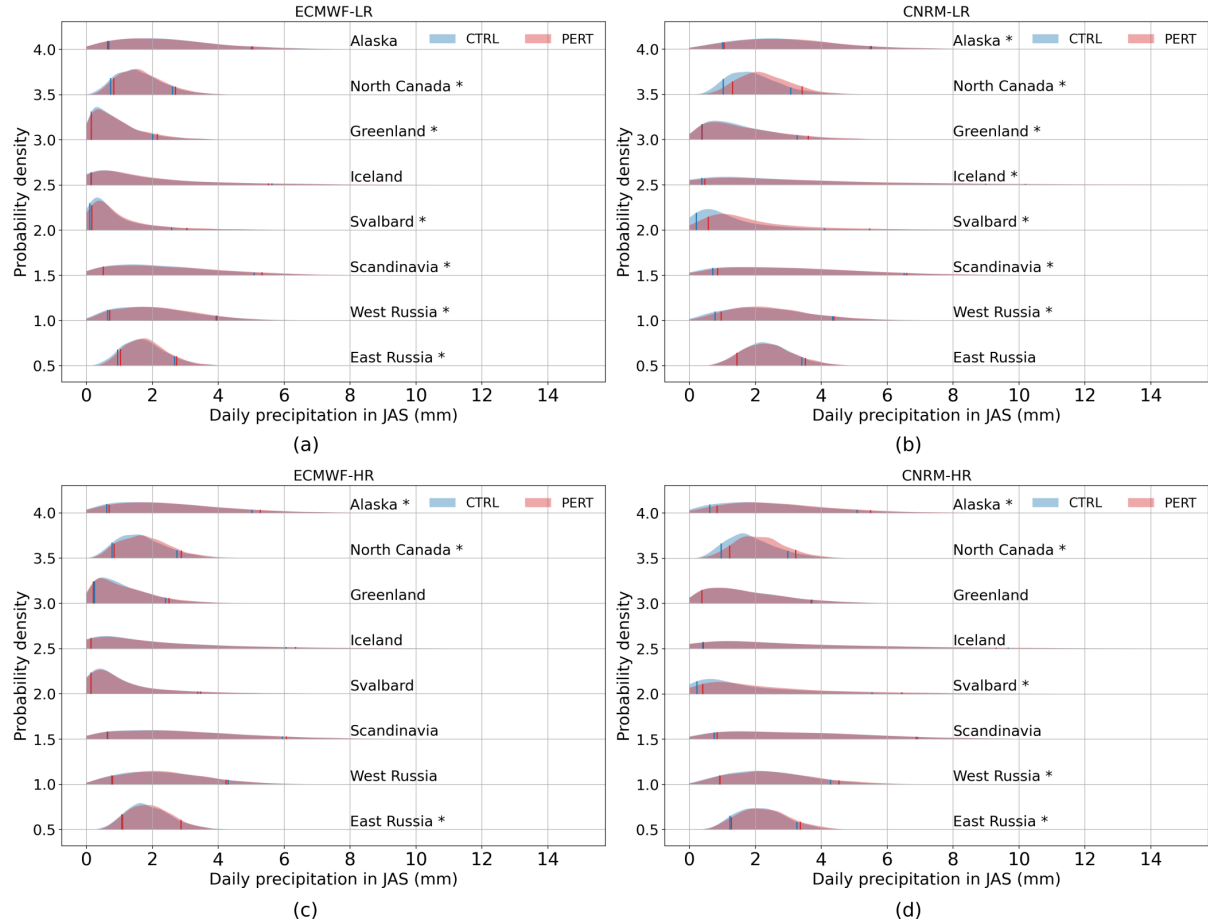 ECMWF-LR
Probability density
4.0
3.5
3.0
2.5
2.0
1.5
1.0
0.5
Alaska
CTRL
PERT
North Canada *
Greenland *
Iceland
Svalbard *
Scandinavia *
West Russia *
East Russia *
0 2 4 6 8 10 12 14
Daily precipitation in JAS (mm)
(a)
CNRM-LR
Probability density
4.0
3.5
3.0
2.5
2.0
1.5
1.0
0.5
Alaska *
CTRL
PERT
North Canada *
Greenland *
Iceland *
Svalbard *
Scandinavia *
West Russia *
East Russia
0 2 4 6 8 10 12 14
Daily precipitation in JAS (mm)
(b)
ECMWF-HR
Probability density
4.0
3.5
3.0
2.5
2.0
1.5
1.0
0.5
Alaska *
CTRL
PERT
North Canada *
Greenland
Iceland
Svalbard
Scandinavia
West Russia
East Russia *
0 2 4 6 8 10 12 14
Daily precipitation in JAS (mm)
(c)
CNRM-HR
Probability density
4.0
3.5
3.0
2.5
2.0
1.5
1.0
0.5
Alaska *
CTRL
PERT
North Canada *
Greenland
Iceland
Svalbard *
Scandinavia
West Russia *
East Russia *
0 2 4 6 8 10 12 14
Daily precipitation in JAS (mm)
(d)